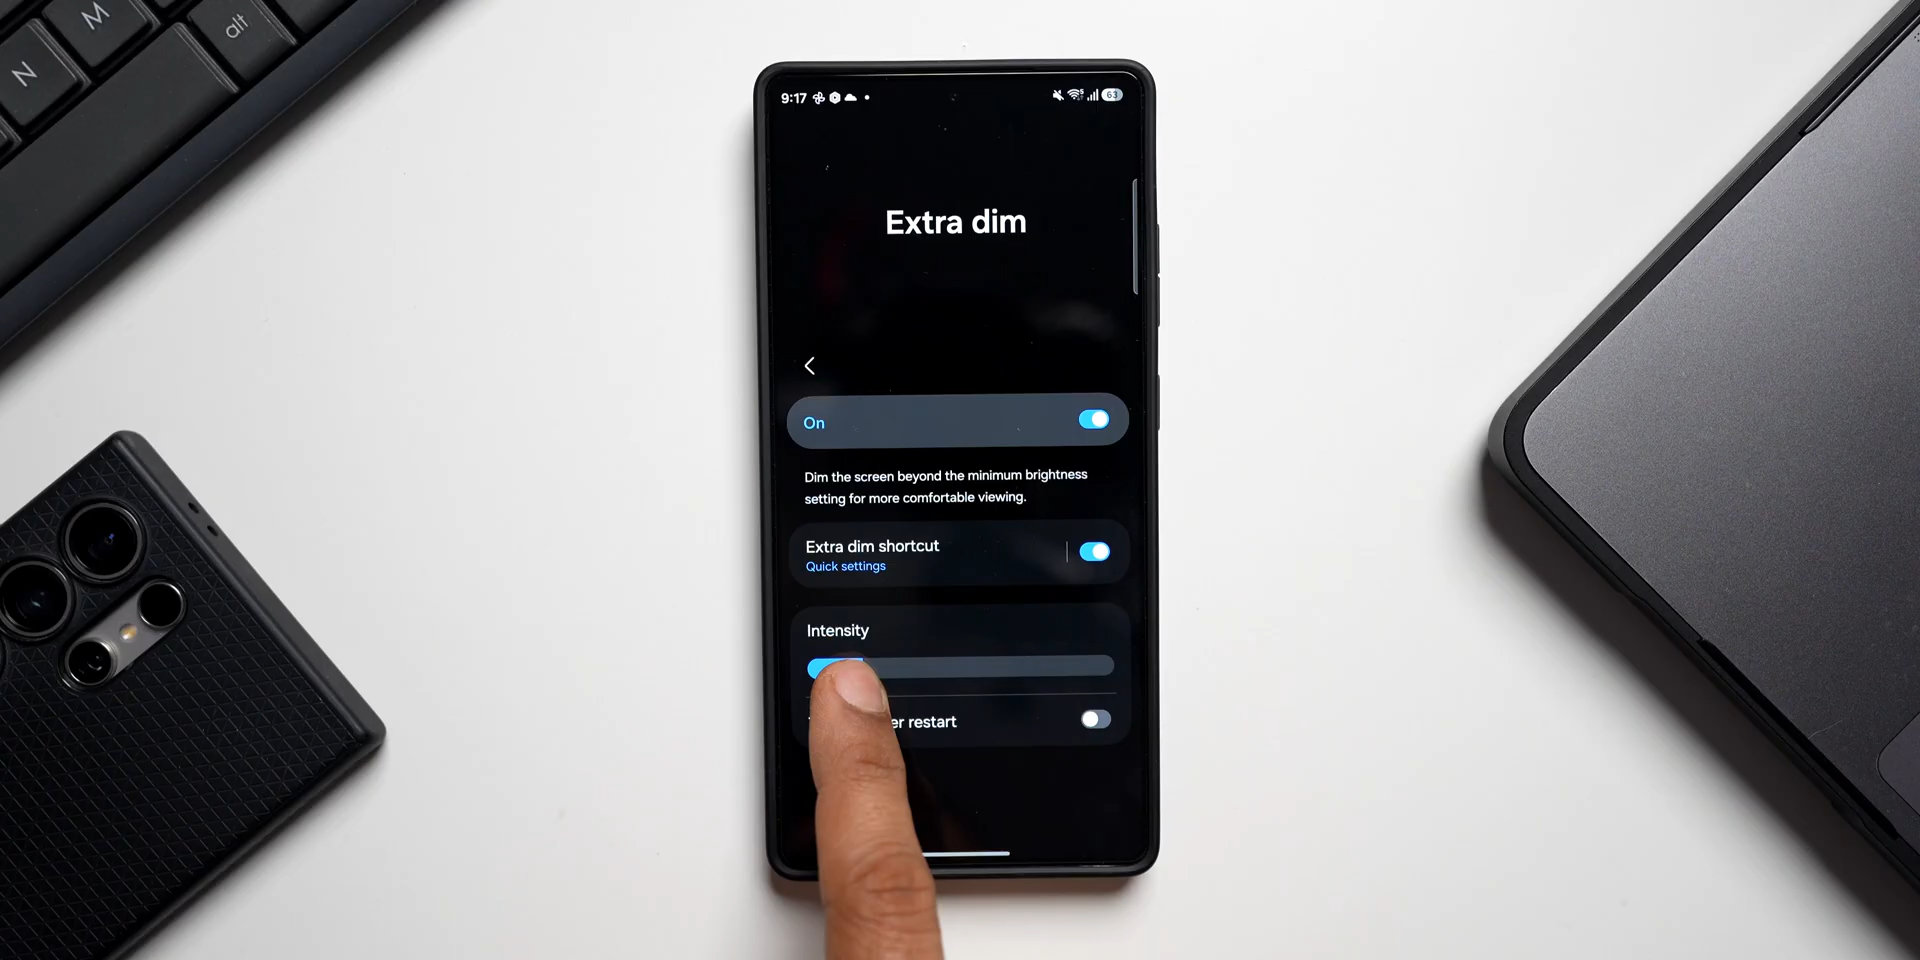 M
alt
N
9:17
63
Extra dim
On
Dim the screen beyond the minimum brightness
setting for more comfortable viewing.
Extra dim shortcut
Quick settings
Intensity
restart